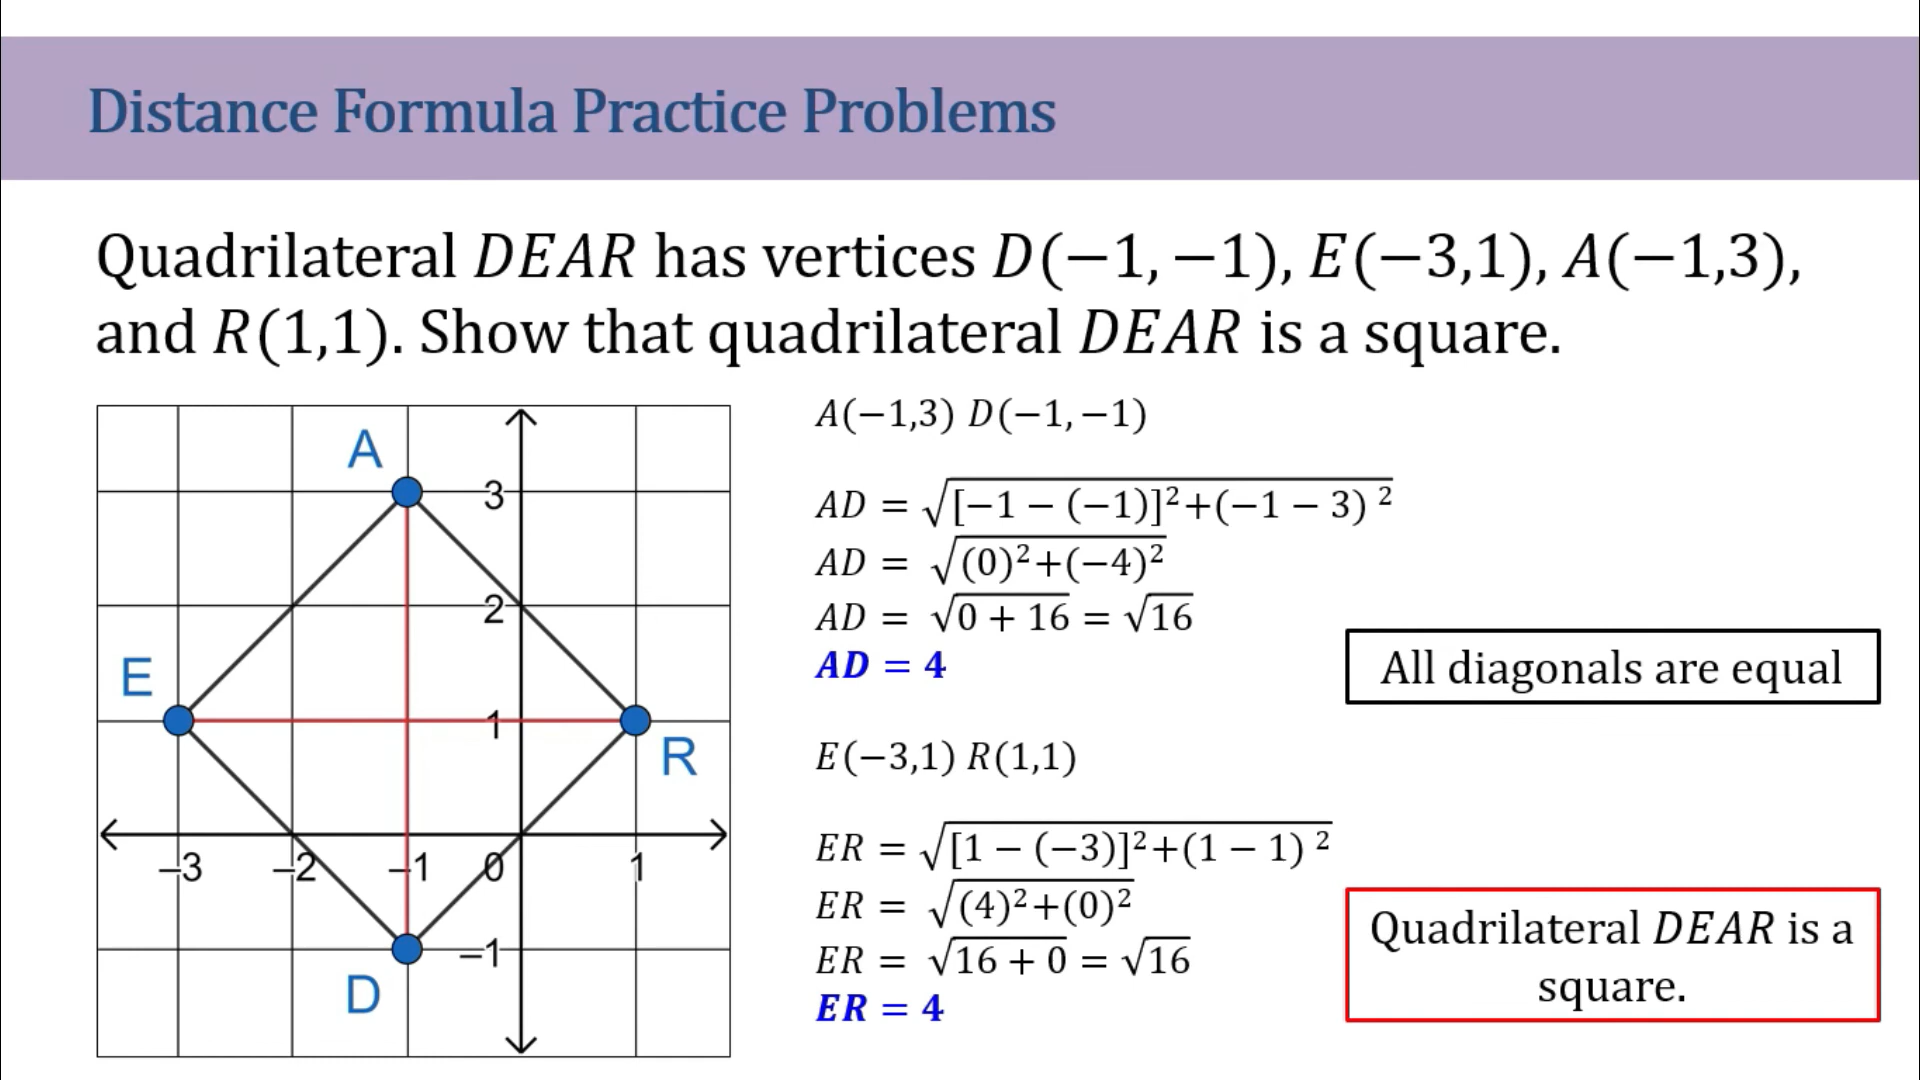 Distance Formula Practice Problems
Quadrilateral DEAR has vertices D(−1, −1), E(−3,1), A(−1,3),
and R(1,1). Show that quadrilateral DEAR is a square.
A
3
2
E
1
R
−3 −2 −1 0 1
−1
D
A(−1,3) D(−1, −1)
AD = √[−1 − (−1)]²+(−1 − 3) ²
AD = √(0)²+(−4)²
AD = √0 + 16 = √16
AD = 4
All diagonals are equal
E(−3,1) R(1,1)
ER = √[1 − (−3)]²+(1 − 1) ²
ER = √(4)²+(0)²
ER = √16 + 0 = √16
ER = 4
Quadrilateral DEAR is a
square.